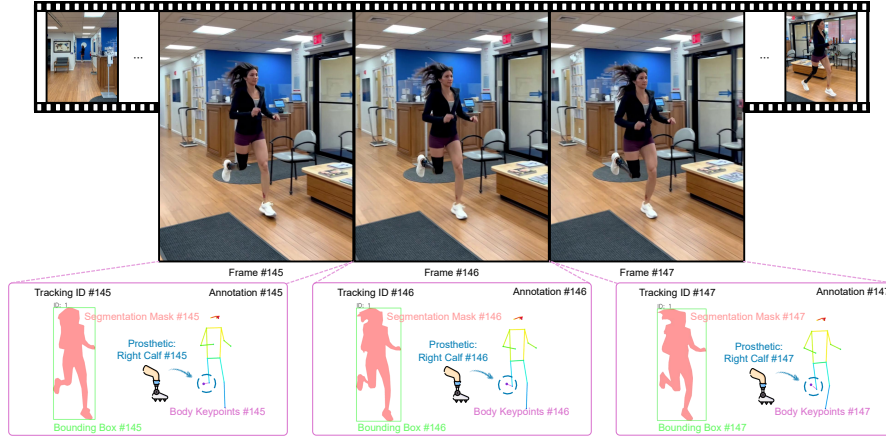 ...
...
Frame #145
Frame #146
Frame #147
Tracking ID #145
Annotation #145
ID: 1
Segmentation Mask #145
Prosthetic:
Right Calf #145
Body Keypoints #145
Bounding Box #145
Tracking ID #146
Annotation #146
ID: 1
Segmentation Mask #146
Prosthetic:
Right Calf #146
Body Keypoints #146
Bounding Box #146
Tracking ID #147
Annotation #147
ID: 1
Segmentation Mask #147
Prosthetic:
Right Calf #147
Body Keypoints #147
Bounding Box #147